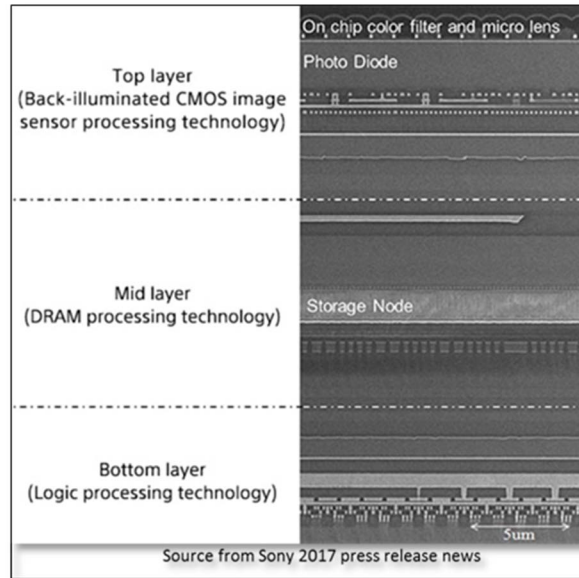 On chip color filter and micro lens
Photo Diode
Top layer
(Back-illuminated CMOS image
sensor processing technology)
Mid layer
(DRAM processing technology)
Storage Node
Bottom layer
(Logic processing technology)
5um
Source from Sony 2017 press release news